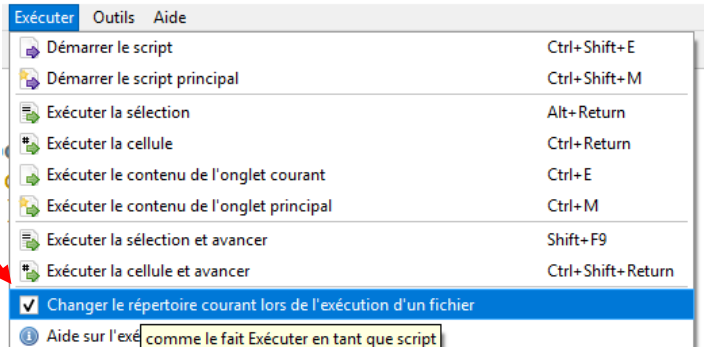 Exécuter Outils Aide
Démarrer le script Ctrl+Shift+E
Démarrer le script principal Ctrl+Shift+M
Exécuter la sélection Alt+Return
Exécuter la cellule Ctrl+Return
Exécuter le contenu de l'onglet courant Ctrl+E
Exécuter le contenu de l'onglet principal Ctrl+M
Exécuter la sélection et avancer Shift+F9
Exécuter la cellule et avancer Ctrl+Shift+Return
Changer le répertoire courant lors de l'exécution d'un fichier
Aide sur l'exé
comme le fait Exécuter en tant que script